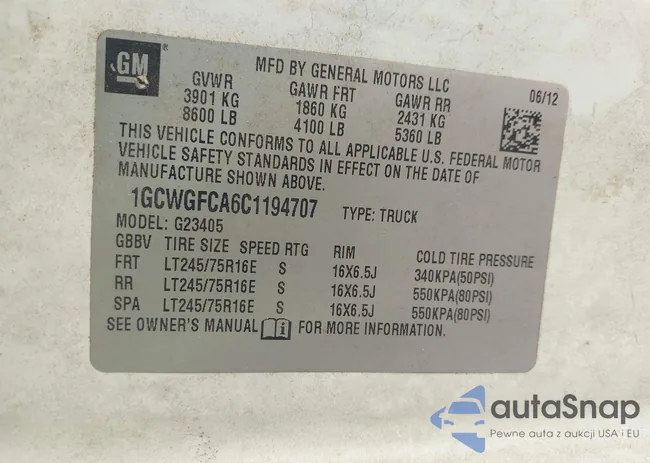 GM
MFD BY GENERAL MOTORS LLC
06/12
GVWR GAWR FRT GAWR RR
3901 KG 1860 KG 2431 KG
8600 LB 4100 LB 5360 LB
THIS VEHICLE CONFORMS TO ALL APPLICABLE U.S. FEDERAL MOTOR
VEHICLE SAFETY STANDARDS IN EFFECT ON THE DATE OF
MANUFACTURE SHOWN ABOVE.
1GCWGFCA6C1194707 TYPE: TRUCK
MODEL: G23405
GBBV TIRE SIZE SPEED RTG RIM COLD TIRE PRESSURE
FRT LT245/75R16E S 16X6.5J 340KPA(50PSI)
RR LT245/75R16E S 16X6.5J 550KPA(80PSI)
SPA LT245/75R16E S 16X6.5J 550KPA(80PSI)
SEE OWNER'S MANUAL FOR MORE INFORMATION.
autaSnap
Pewne auta z aukcji USA i EU